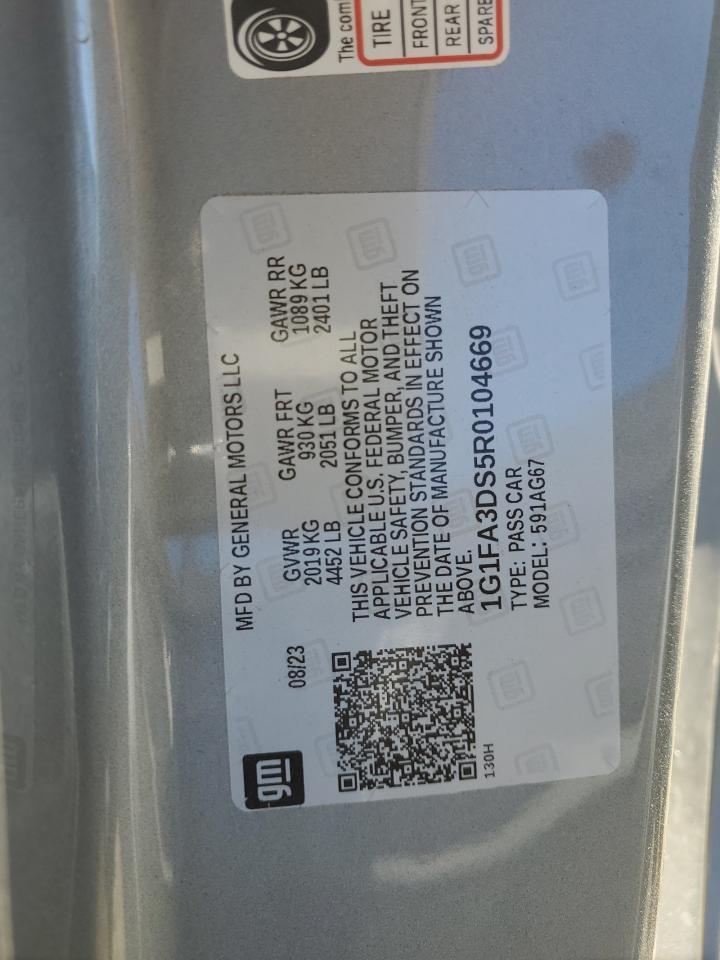 The com
TIRE
FRONT
REAR
SPARE
gm
MFD BY GENERAL MOTORS LLC
08/23
GVWR GAWR FRT GAWR RR
2019 KG 930 KG 1089 KG
4452 LB 2051 LB 2401 LB
THIS VEHICLE CONFORMS TO ALL
APPLICABLE U.S. FEDERAL MOTOR
VEHICLE SAFETY, BUMPER, AND THEFT
PREVENTION STANDARDS IN EFFECT ON
THE DATE OF MANUFACTURE SHOWN
ABOVE.
1G1FA3DS5R0104669
TYPE: PASS CAR
MODEL: 591AG67
130H